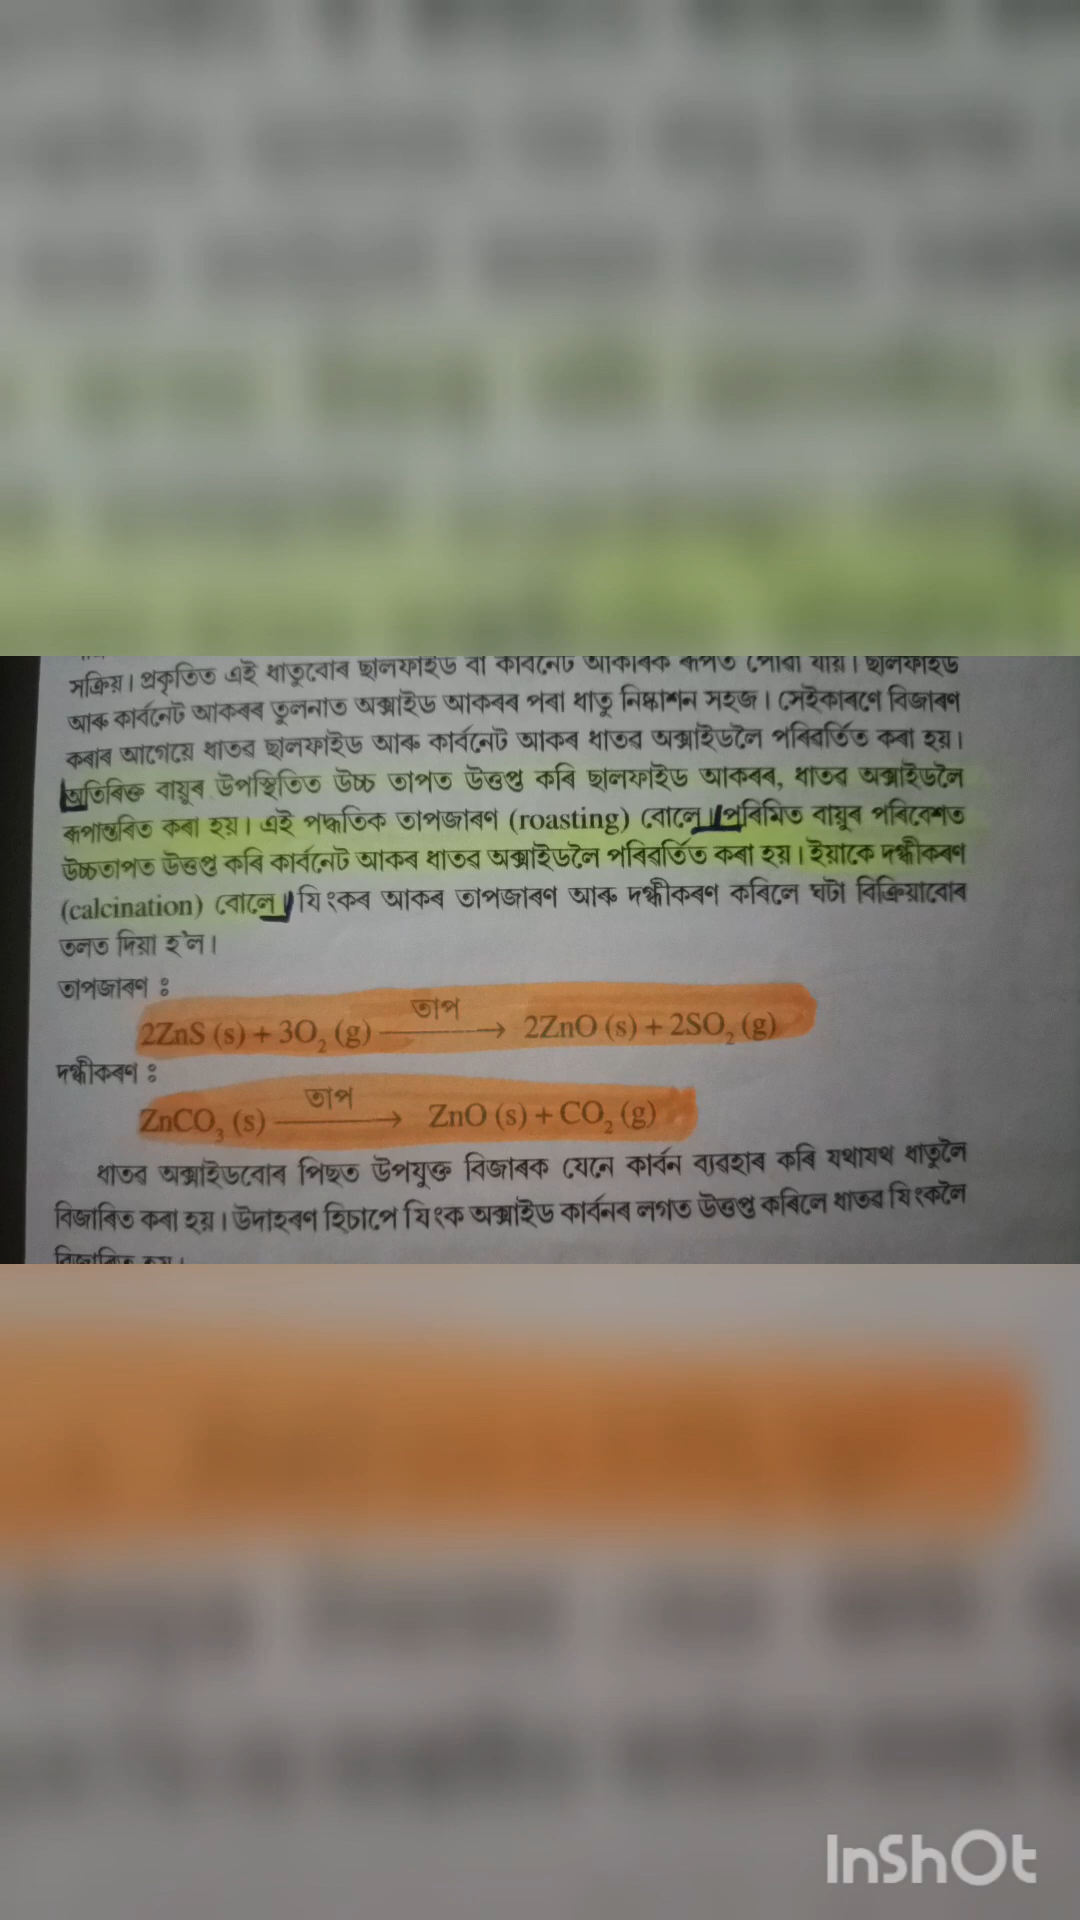 সক্ৰিয়। প্ৰকৃতিত এই ধাতুবোৰ ছালফাইড বা কাৰ্বনেট আকৰিকৰ ৰূপত পোৱা যায়। ছালফাইড
আৰু কাৰ্বনেট আকৰৰ তুলনাত অক্সাইড আকৰৰ পৰা ধাতু নিষ্কাশন সহজ। সেইকাৰণে বিজাৰণ
কৰাৰ আগেয়ে ধাতৱ ছালফাইড আৰু কাৰ্বনেট আকৰ ধাতৱ অক্সাইডলৈ পৰিৱৰ্তিত কৰা হয়।
অতিৰিক্ত বায়ুৰ উপস্থিতিত উচ্চ তাপত উত্তপ্ত কৰি ছালফাইড আকৰৰ, ধাতৱ অক্সাইডলৈ
ৰূপান্তৰিত কৰা হয়। এই পদ্ধতিক তাপজাৰণ (roasting) বোলে। পৰিমিত বায়ুৰ পৰিবেশত
উচ্চতাপত উত্তপ্ত কৰি কাৰ্বনেট আকৰ ধাতৱ অক্সাইডলৈ পৰিৱৰ্তিত কৰা হয়। ইয়াকে দগ্ধীকৰণ
(calcination) বোলে। যিংকৰ আকৰ তাপজাৰণ আৰু দগ্ধীকৰণ কৰিলে ঘটা বিক্ৰিয়াবোৰ
তলত দিয়া হ'ল।
তাপজাৰণ ঃ
2ZnS (s) + 3O₂ (g) —তাপ→ 2ZnO (s) + 2SO₂ (g)
দগ্ধীকৰণ ঃ
ZnCO₃ (s) —তাপ→ ZnO (s) + CO₂ (g)
ধাতৱ অক্সাইডবোৰ পিছত উপযুক্ত বিজাৰক যেনে কাৰ্বন ব্যৱহাৰ কৰি যথাযথ ধাতুলৈ
বিজাৰিত কৰা হয়। উদাহৰণ হিচাপে যিংক অক্সাইড কাৰ্বনৰ লগত উত্তপ্ত কৰিলে ধাতৱ যিংকলৈ
বিজাৰিত হয়।
InShOt